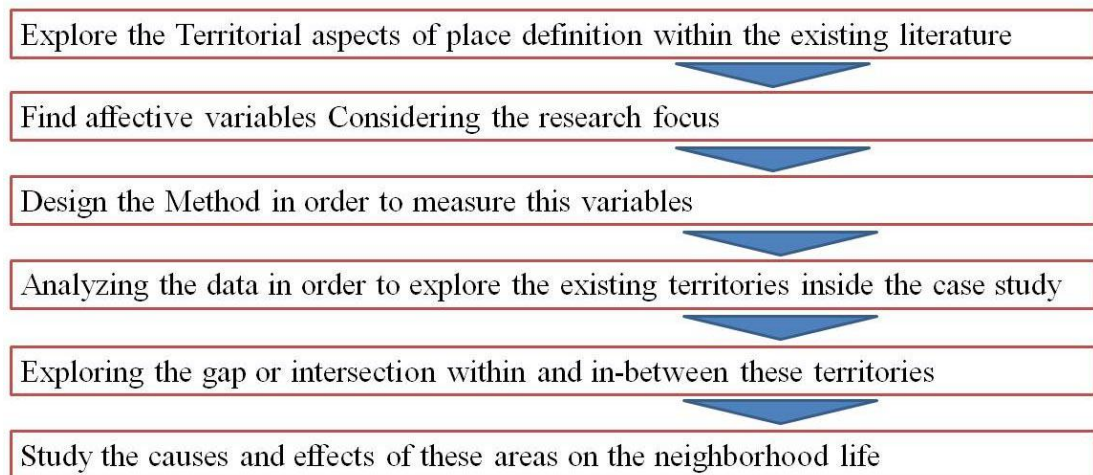 Explore the Territorial aspects of place definition within the existing literature
Find affective variables Considering the research focus
Design the Method in order to measure this variables
Analyzing the data in order to explore the existing territories inside the case study
Exploring the gap or intersection within and in-between these territories
Study the causes and effects of these areas on the neighborhood life